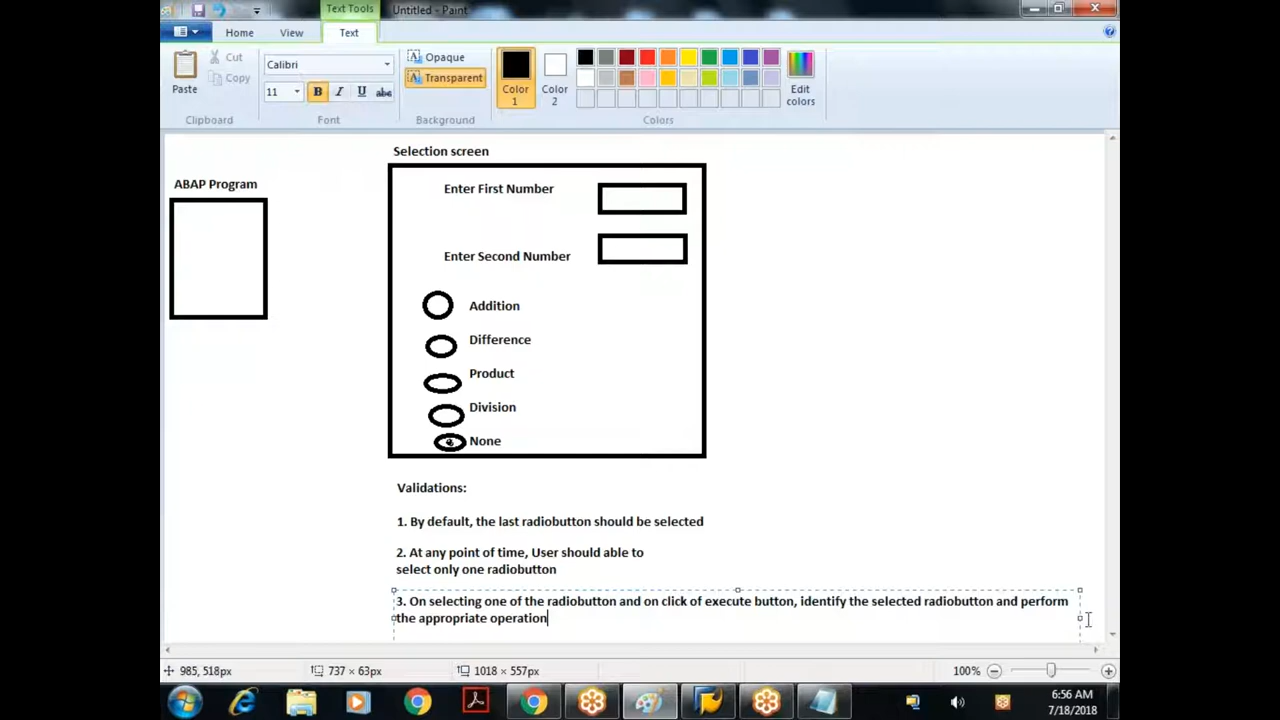 Text Tools
Untitled - Paint
Home
View
Text
Paste
Cut
Copy
Clipboard
Calibri
11
B
I
U
abc
Font
A
Opaque
A
Transparent
Background
Color
1
Color
2
Edit
colors
Colors
Selection screen
ABAP Program
Enter First Number
Enter Second Number
Addition
Difference
Product
Division
None
Validations:
1. By default, the last radiobutton should be selected
2. At any point of time, User should able to
select only one radiobutton
3. On selecting one of the radiobutton and on click of execute button, identify the selected radiobutton and perform
the appropriate operation
985, 518px
737 × 63px
1018 × 557px
100%
6:56 AM
7/18/2018